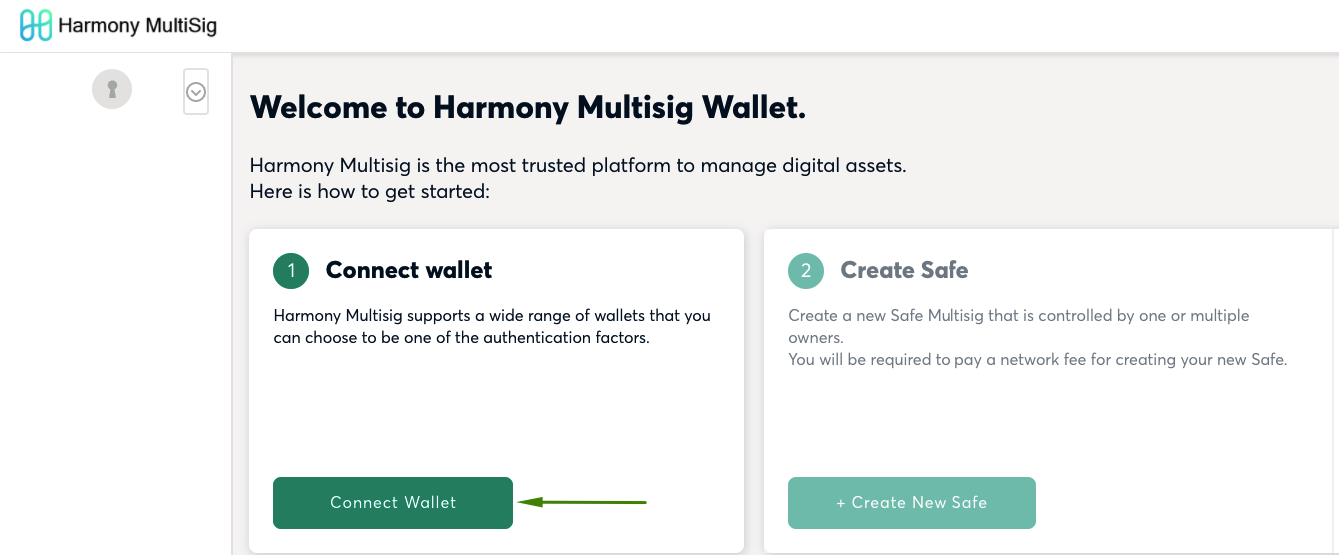 Harmony MultiSig
Welcome to Harmony Multisig Wallet.
Harmony Multisig is the most trusted platform to manage digital assets.
Here is how to get started:
1 Connect wallet
Harmony Multisig supports a wide range of wallets that you
can choose to be one of the authentication factors.
Connect Wallet
2 Create Safe
Create a new Safe Multisig that is controlled by one or multiple
owners.
You will be required to pay a network fee for creating your new Safe.
+ Create New Safe